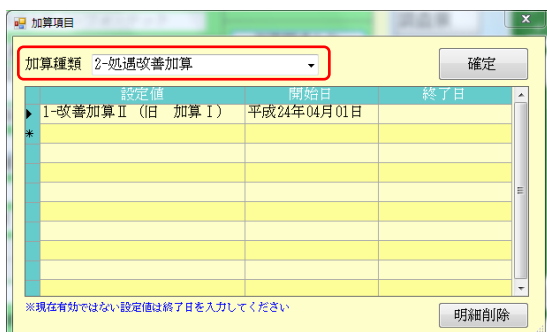 加算項目
加算種類 2-処遇改善加算
確定
設定値 開始日 終了日
1-改善加算Ⅱ（旧　加算Ⅰ） 平成24年04月01日
※現在有効ではない設定値は終了日を入力してください
明細削除